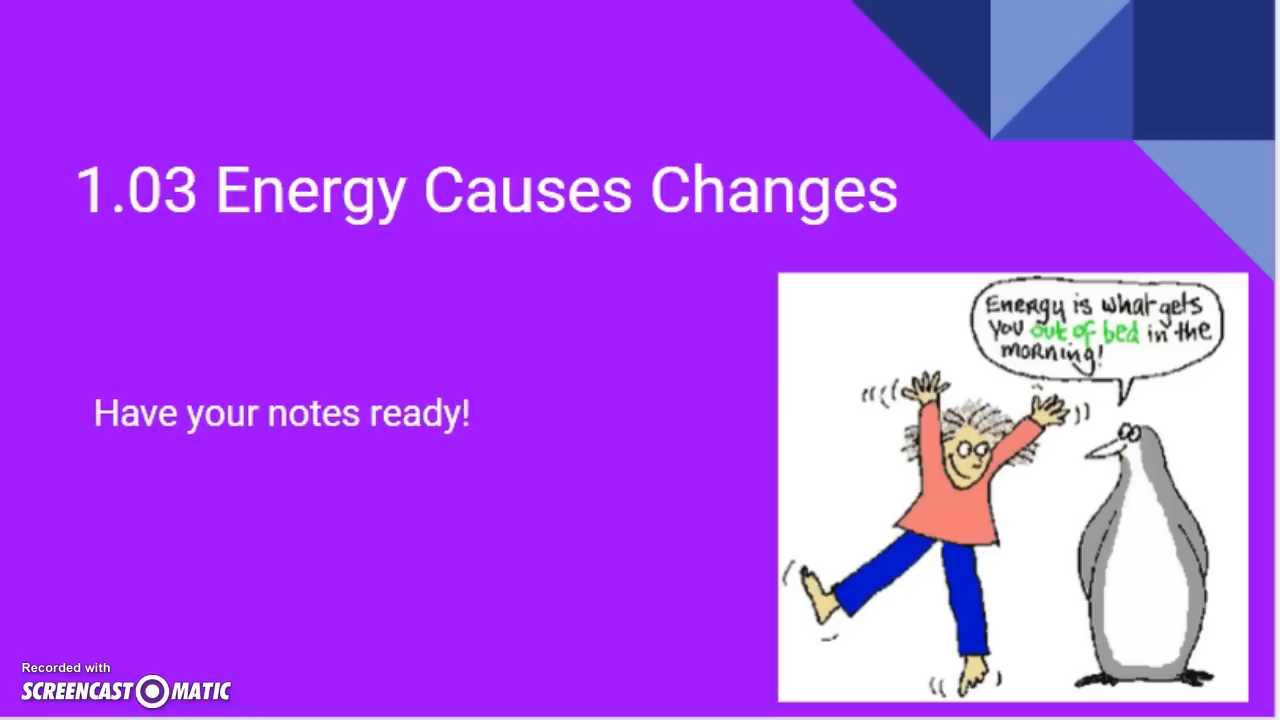 1.03 Energy Causes Changes
Energy is what gets
you out of bed in the
morning!
Have your notes ready!
Recorded with
SCREENCAST MATIC